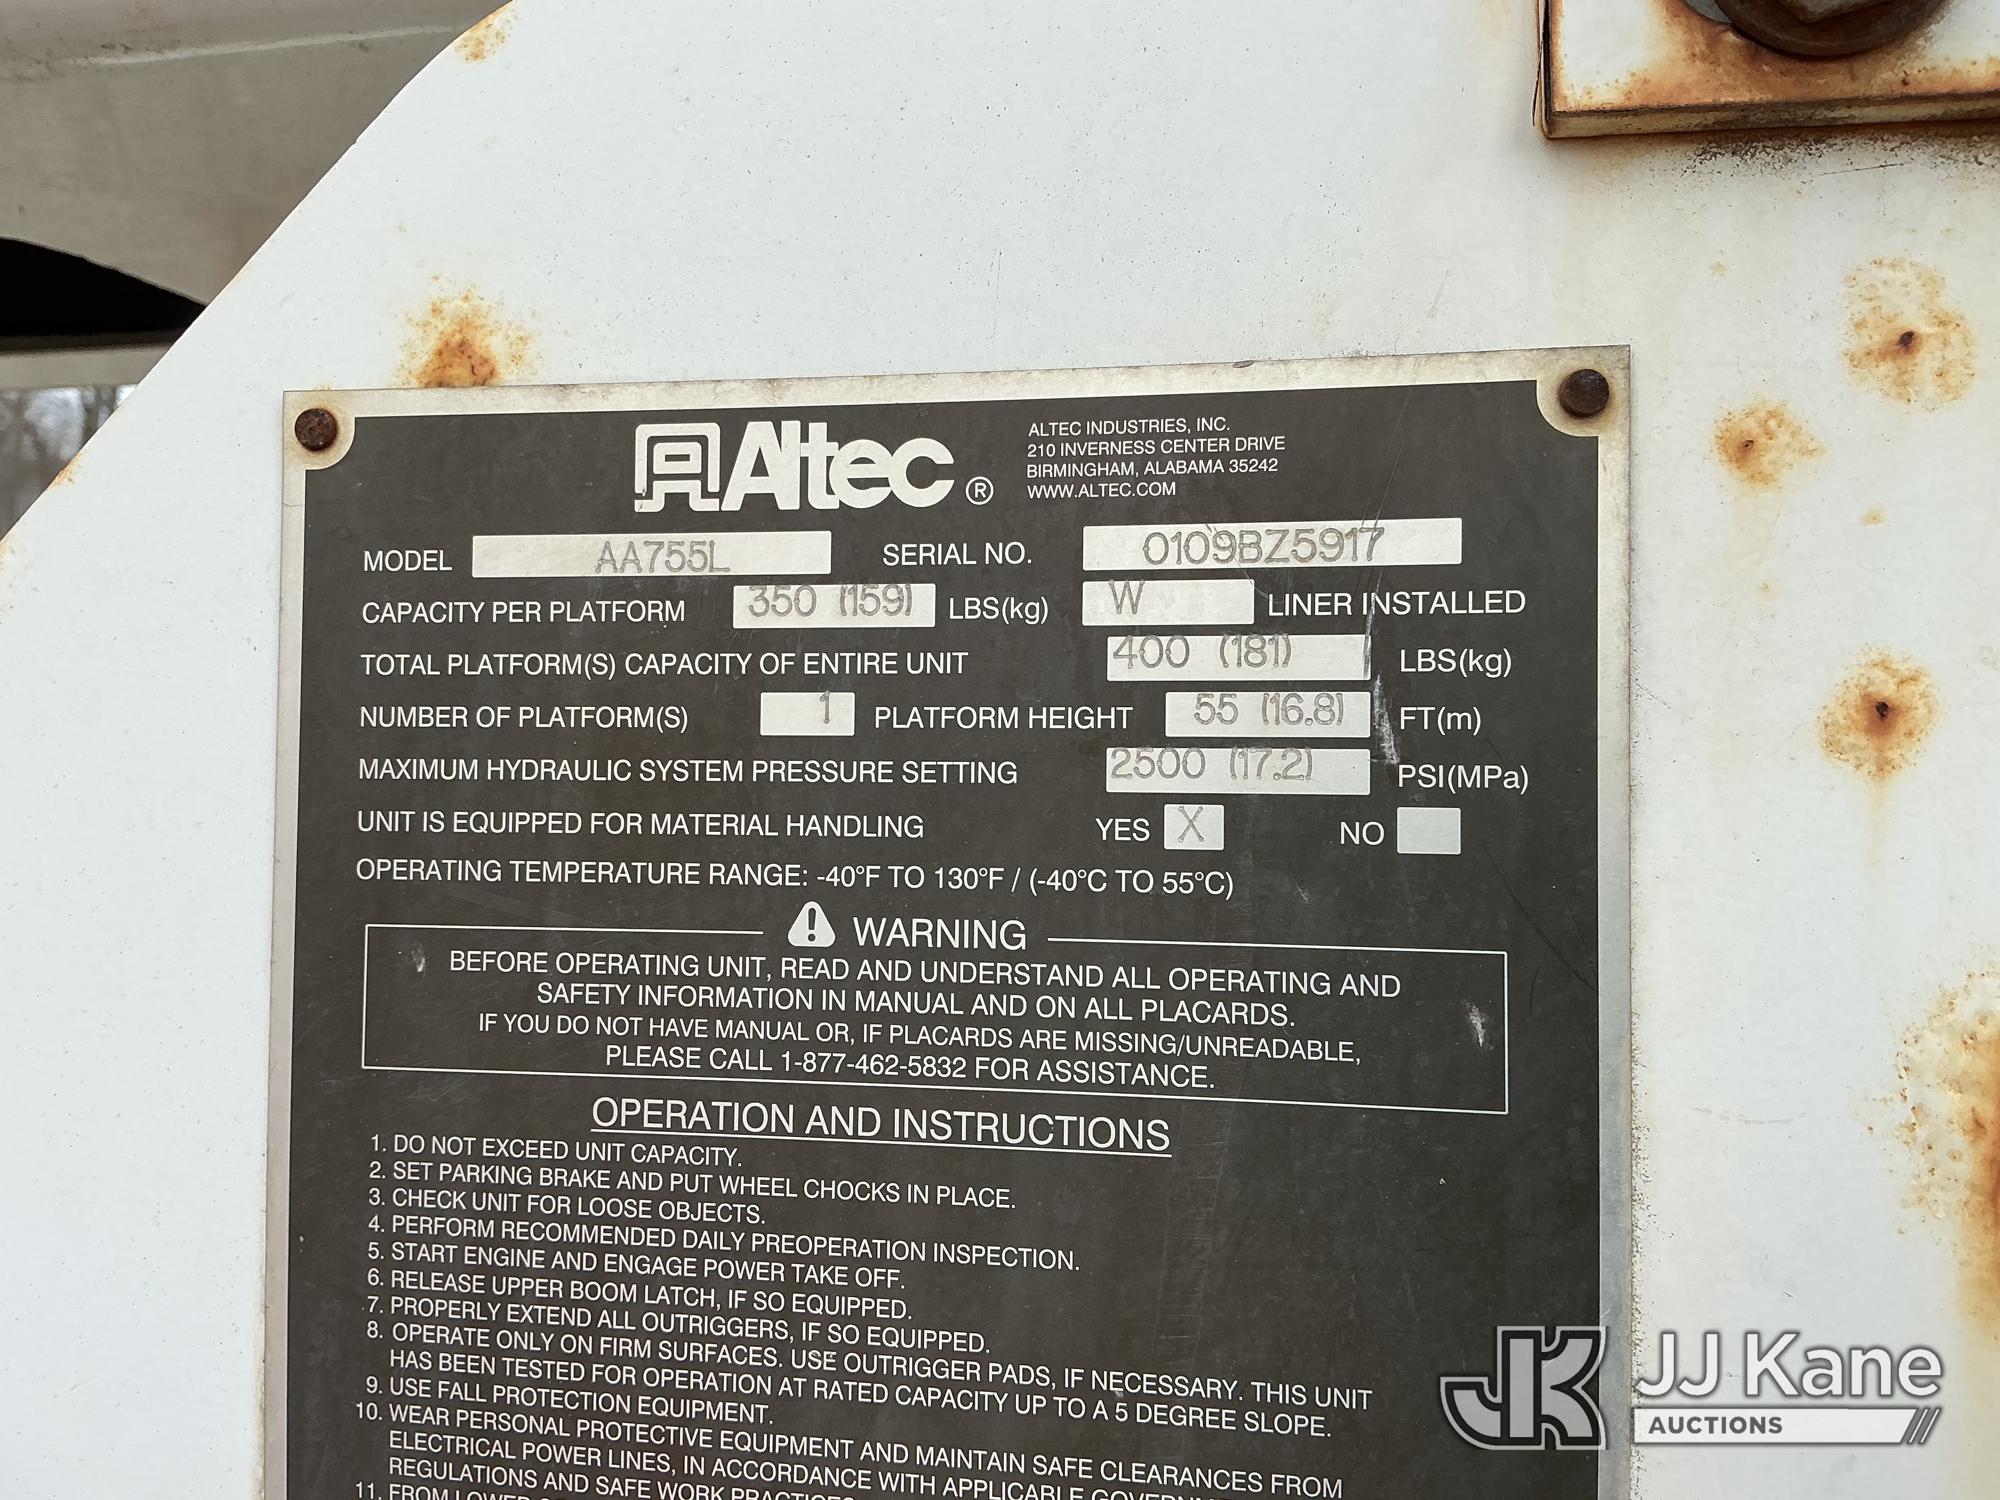 Altec ®
ALTEC INDUSTRIES, INC.
210 INVERNESS CENTER DRIVE
BIRMINGHAM, ALABAMA 35242
WWW.ALTEC.COM
MODEL AA755L SERIAL NO. 0109BZ5917
CAPACITY PER PLATFORM 350 (159) LBS(kg) W LINER INSTALLED
TOTAL PLATFORM(S) CAPACITY OF ENTIRE UNIT 400 (181) LBS(kg)
NUMBER OF PLATFORM(S) 1 PLATFORM HEIGHT 55 (16.8) FT(m)
MAXIMUM HYDRAULIC SYSTEM PRESSURE SETTING 2500 (17.2) PSI(MPa)
UNIT IS EQUIPPED FOR MATERIAL HANDLING YES X NO
OPERATING TEMPERATURE RANGE: -40°F TO 130°F / (-40°C TO 55°C)
WARNING
BEFORE OPERATING UNIT, READ AND UNDERSTAND ALL OPERATING AND
SAFETY INFORMATION IN MANUAL AND ON ALL PLACARDS.
IF YOU DO NOT HAVE MANUAL OR, IF PLACARDS ARE MISSING/UNREADABLE,
PLEASE CALL 1-877-462-5832 FOR ASSISTANCE.
OPERATION AND INSTRUCTIONS
1. DO NOT EXCEED UNIT CAPACITY.
2. SET PARKING BRAKE AND PUT WHEEL CHOCKS IN PLACE.
3. CHECK UNIT FOR LOOSE OBJECTS.
4. PERFORM RECOMMENDED DAILY PREOPERATION INSPECTION.
5. START ENGINE AND ENGAGE POWER TAKE OFF.
6. RELEASE UPPER BOOM LATCH, IF SO EQUIPPED.
7. PROPERLY EXTEND ALL OUTRIGGERS, IF SO EQUIPPED.
8. OPERATE ONLY ON FIRM SURFACES. USE OUTRIGGER PADS, IF NECESSARY. THIS UNIT
HAS BEEN TESTED FOR OPERATION AT RATED CAPACITY UP TO A 5 DEGREE SLOPE.
9. USE FALL PROTECTION EQUIPMENT.
10. WEAR PERSONAL PROTECTIVE EQUIPMENT AND MAINTAIN SAFE CLEARANCES FROM
ELECTRICAL POWER LINES, IN ACCORDANCE WITH APPLICABLE
REGULATIONS AND SAFE WORK
11. FROM
JK JJ Kane
AUCTIONS